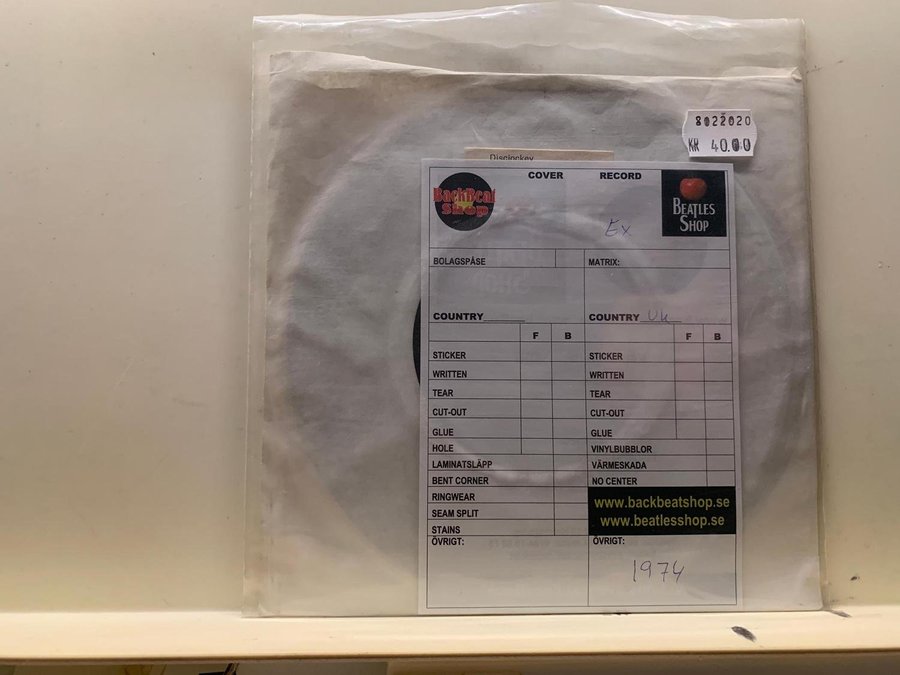 8022020
KR 40.00
Discjockey
COVER RECORD
BackBeat
Shop
BEATLES
SHOP
Ex
BOLAGSPÅSE MATRIX:
COUNTRY______ COUNTRY Uk
F B F B
STICKER STICKER
WRITTEN WRITTEN
TEAR TEAR
CUT-OUT CUT-OUT
GLUE GLUE
HOLE VINYLBUBBLOR
LAMINATSLÄPP VÄRMESKADA
BENT CORNER NO CENTER
RINGWEAR
www.backbeatshop.se
SEAM SPLIT
www.beatlesshop.se
STAINS
ÖVRIGT: ÖVRIGT:
1974